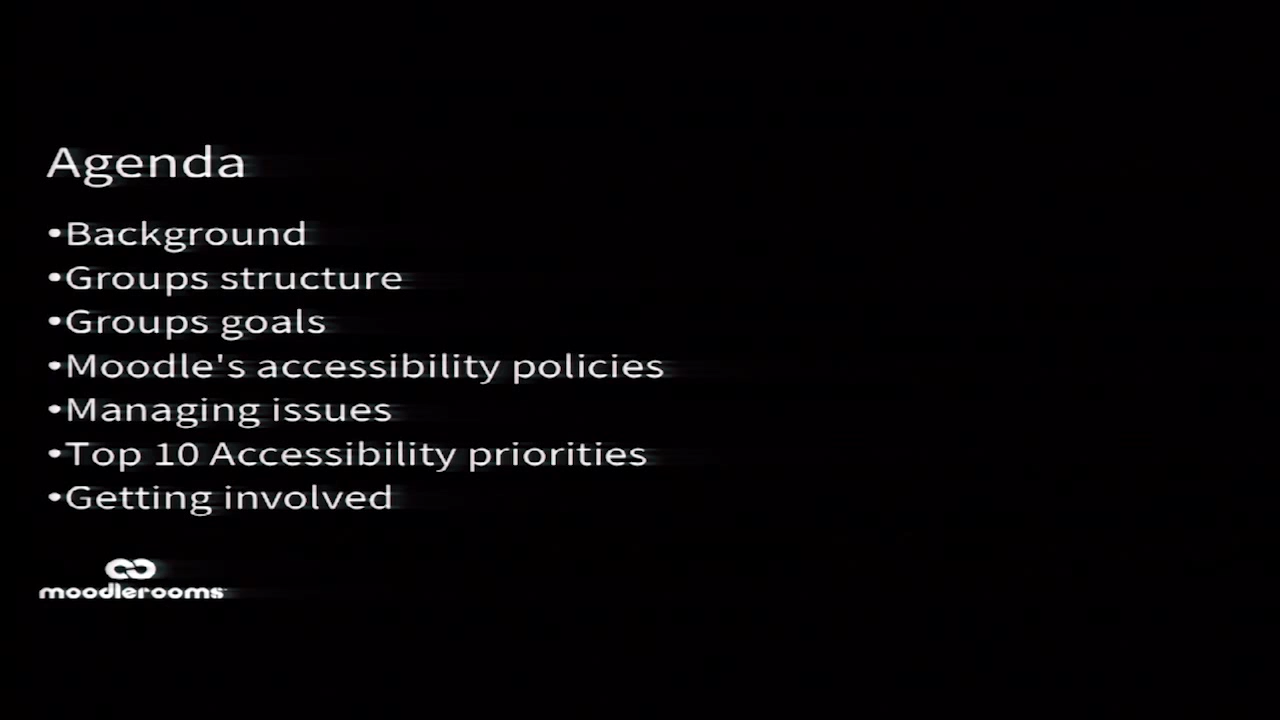 Agenda
•Background
•Groups structure
•Groups goals
•Moodle's accessibility policies
•Managing issues
•Top 10 Accessibility priorities
•Getting involved
moodlerooms